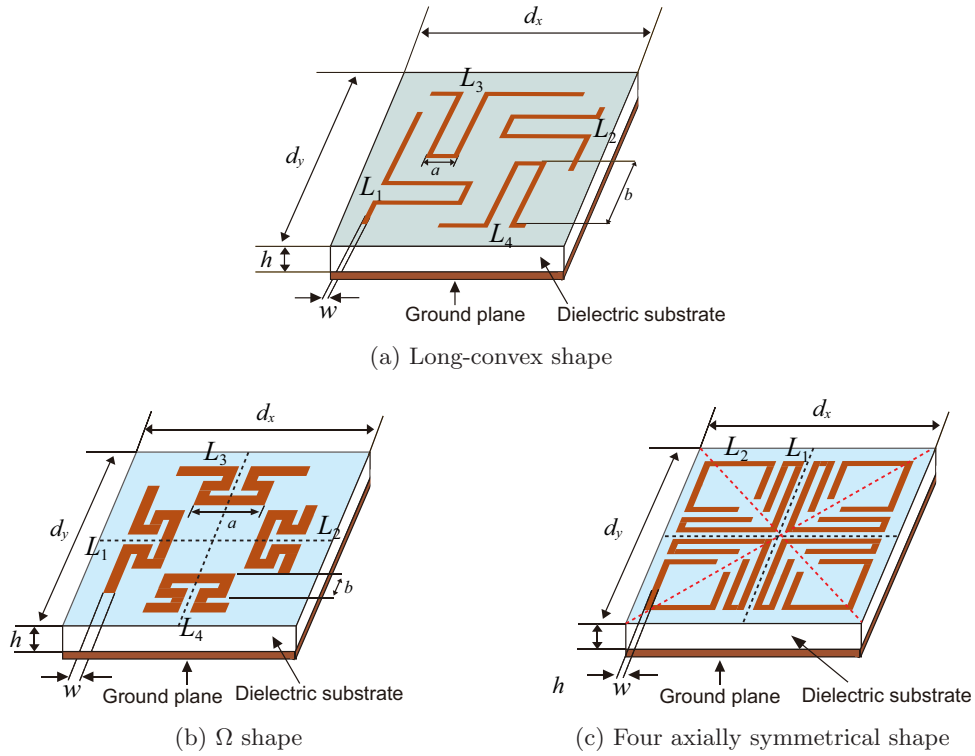 dx
L3
L2
dy
a
b
L1
L4
h
w
Ground plane
Dielectric substrate
(a) Long-convex shape
dx
L3
a
L2
dy
L1
b
L4
h
w
Ground plane
Dielectric substrate
(b) Ω shape
dx
L2
L1
dy
h
w
Ground plane
Dielectric substrate
(c) Four axially symmetrical shape